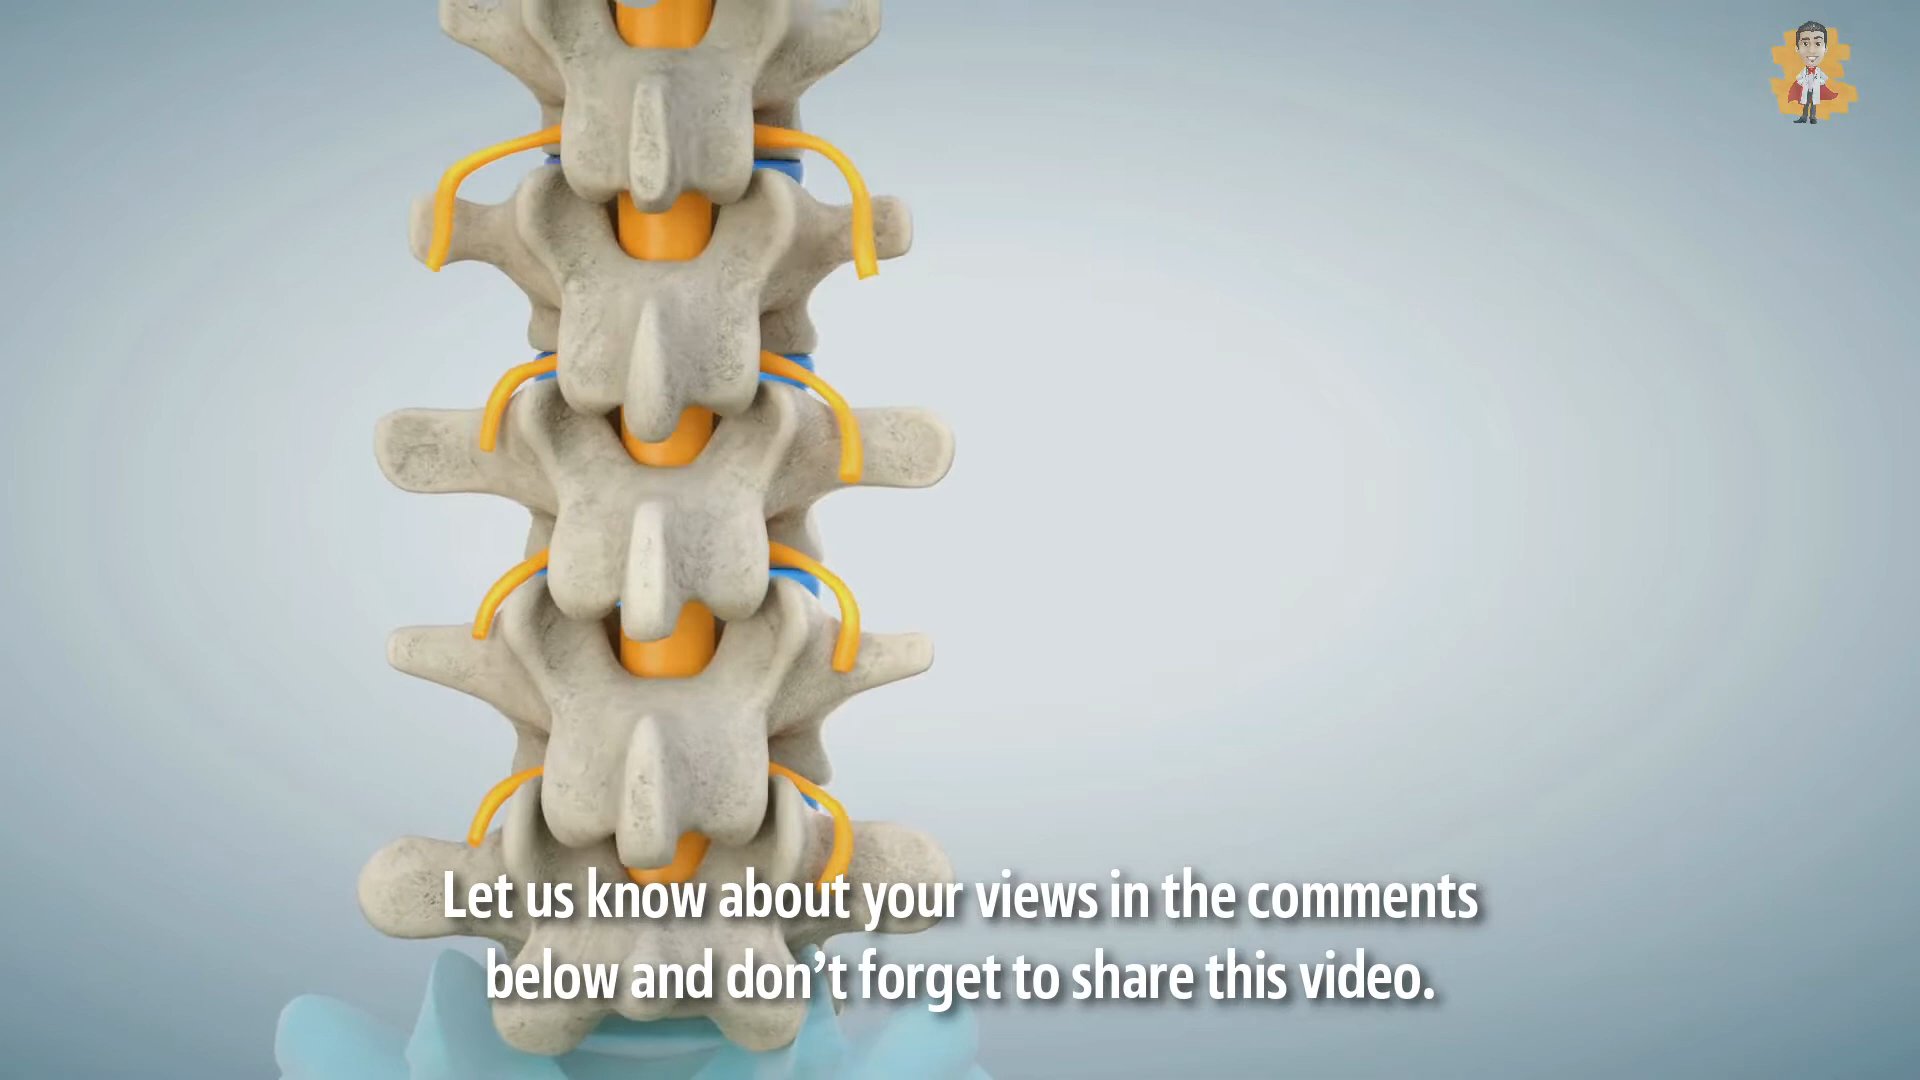 Let us know about your views in the comments
below and don’t forget to share this video.